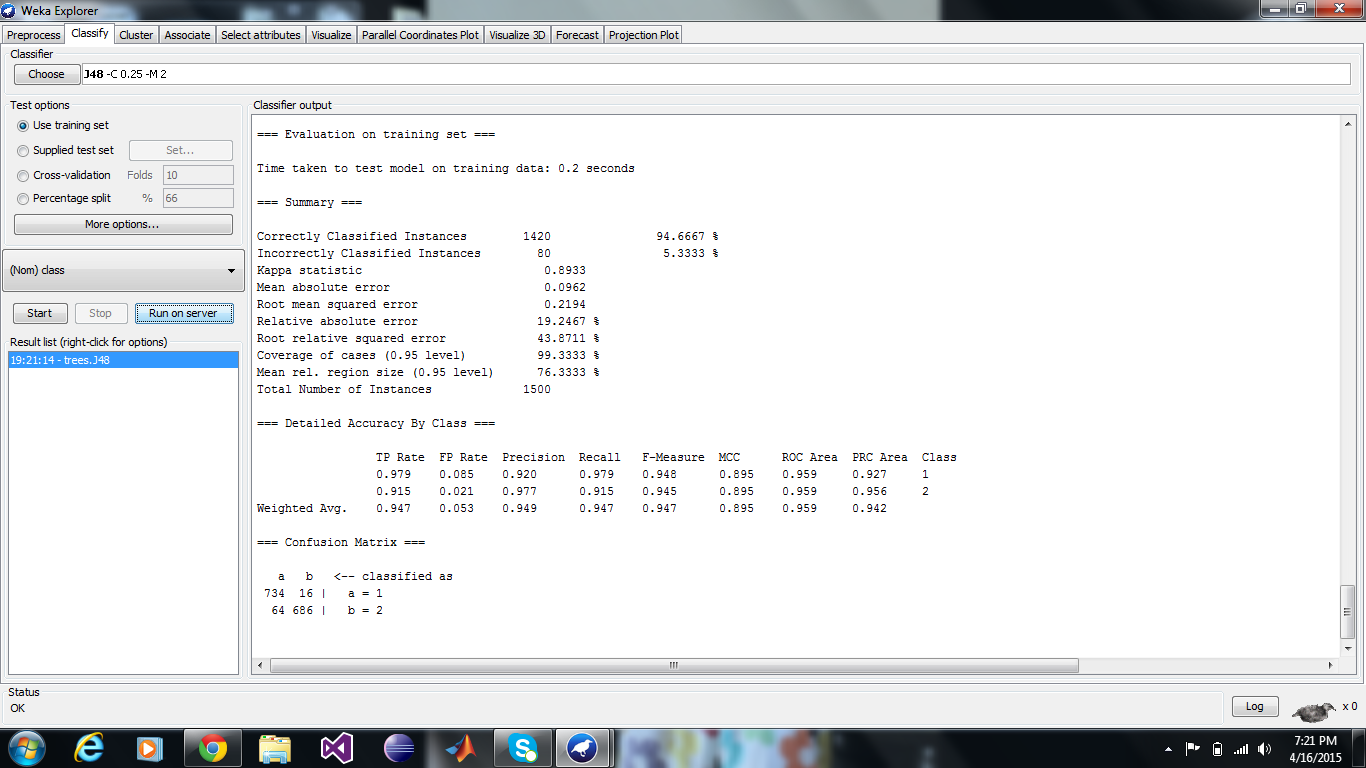 Weka Explorer
Preprocess Classify Cluster Associate Select attributes Visualize Parallel Coordinates Plot Visualize 3D Forecast Projection Plot
Classifier
Choose J48 -C 0.25 -M 2
Test options
Use training set
Supplied test set Set...
Cross-validation Folds 10
Percentage split % 66
More options...
(Nom) class
Start Stop Run on server
Result list (right-click for options)
19:21:14 - trees.J48
Classifier output
=== Evaluation on training set ===
Time taken to test model on training data: 0.2 seconds
=== Summary ===
Correctly Classified Instances 1420 94.6667 %
Incorrectly Classified Instances 80 5.3333 %
Kappa statistic 0.8933
Mean absolute error 0.0962
Root mean squared error 0.2194
Relative absolute error 19.2467 %
Root relative squared error 43.8711 %
Coverage of cases (0.95 level) 99.3333 %
Mean rel. region size (0.95 level) 76.3333 %
Total Number of Instances 1500
=== Detailed Accuracy By Class ===
TP Rate FP Rate Precision Recall F-Measure MCC ROC Area PRC Area Class
0.979 0.085 0.920 0.979 0.948 0.895 0.959 0.927 1
0.915 0.021 0.977 0.915 0.945 0.895 0.959 0.956 2
Weighted Avg. 0.947 0.053 0.949 0.947 0.947 0.895 0.959 0.942
=== Confusion Matrix ===
a b <-- classified as
734 16 | a = 1
64 686 | b = 2
Status
OK
Log x 0
7:21 PM
4/16/2015